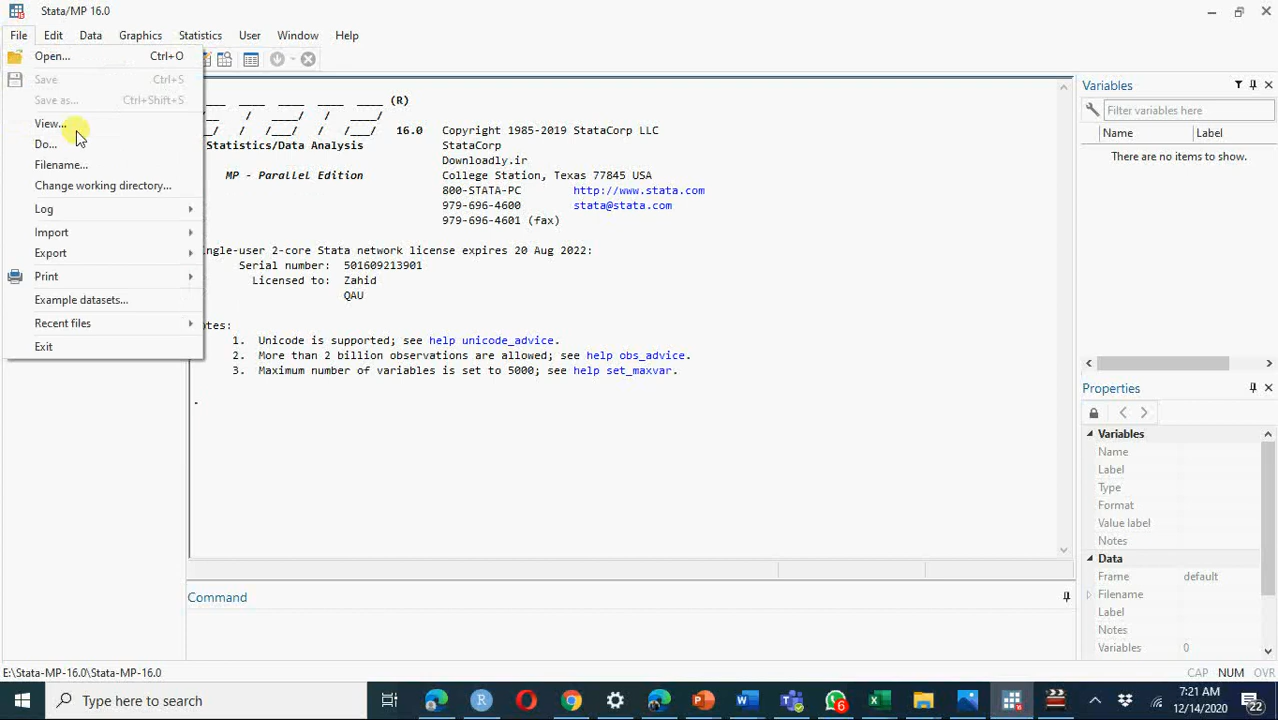 Stata/MP 16.0
File Edit Data Graphics Statistics User Window Help
Open... Ctrl+O
Save Ctrl+S
Save as... Ctrl+Shift+S
View...
Do...
Filename...
Change working directory...
Log
Import
Export
Print
Example datasets...
Recent files
Exit
(R)
16.0 Copyright 1985-2019 StataCorp LLC
Statistics/Data Analysis StataCorp
Downloadly.ir
MP - Parallel Edition College Station, Texas 77845 USA
800-STATA-PC http://www.stata.com
979-696-4600 stata@stata.com
979-696-4601 (fax)
ingle-user 2-core Stata network license expires 20 Aug 2022:
Serial number: 501609213901
Licensed to: Zahid
QAU
otes:
1. Unicode is supported; see help unicode_advice.
2. More than 2 billion observations are allowed; see help obs_advice.
3. Maximum number of variables is set to 5000; see help set_maxvar.
.
Command
Variables
Filter variables here
Name Label
There are no items to show.
Properties
Variables
Name
Label
Type
Format
Value label
Notes
Data
Frame default
Filename
Label
Notes
Variables 0
E:\Stata-MP-16.0\Stata-MP-16.0
CAP NUM OVR
Type here to search
6
7:21 AM
12/14/2020
22